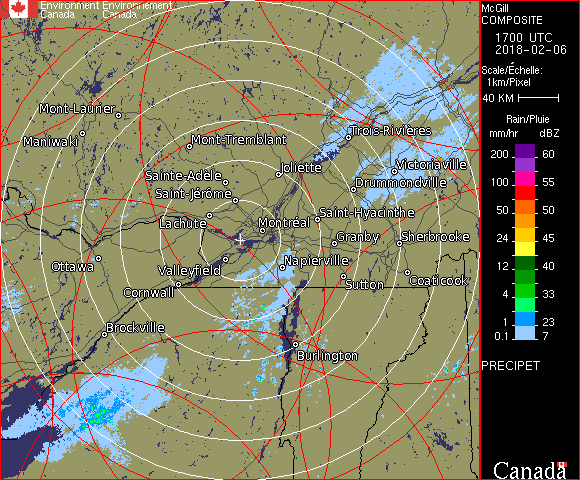 Environment Environnement
Canada Canada
McGill
COMPOSITE
1700 UTC
2018-02-06
Scale/Échelle:
1km/Pixel
40 KM
Rain/Pluie
mm/hr dBZ
200 60
100 55
50 50
24 45
12 40
4 33
1 23
0.1 7
PRECIPET
Mont-Laurier
Maniwaki
Mont-Tremblant
Trois-Rivières
Sainte-Adèle
Joliette
Victoriaville
Saint-Jérôme
Drummondville
Lachute
Montréal
Saint-Hyacinthe
Granby
Sherbrooke
Ottawa
Valleyfield
Napierville
Cornwall
Sutton
Coaticook
Brockville
Burlington
Canada